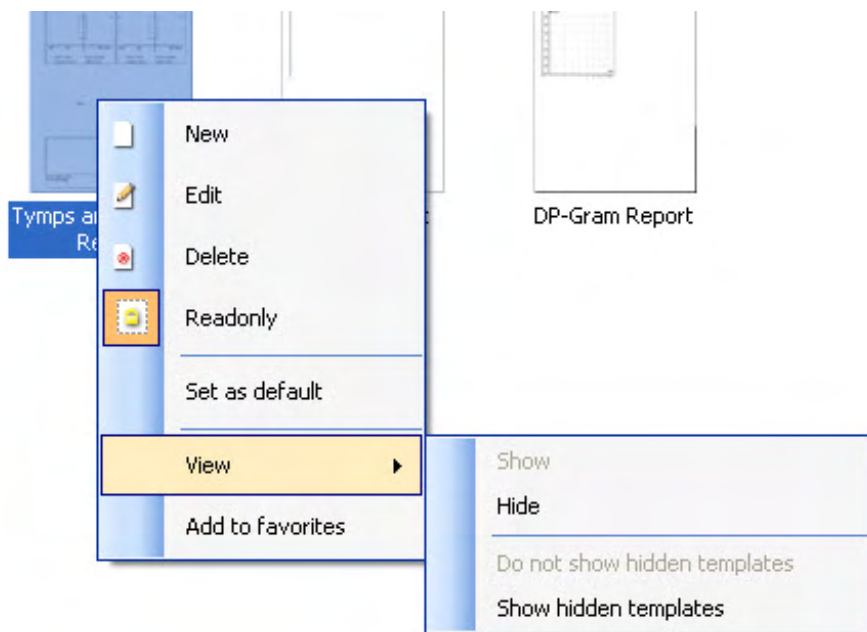 Tymps a
Re
DP-Gram Report
New
Edit
Delete
Readonly
Set as default
View
Add to favorites
Show
Hide
Do not show hidden templates
Show hidden templates